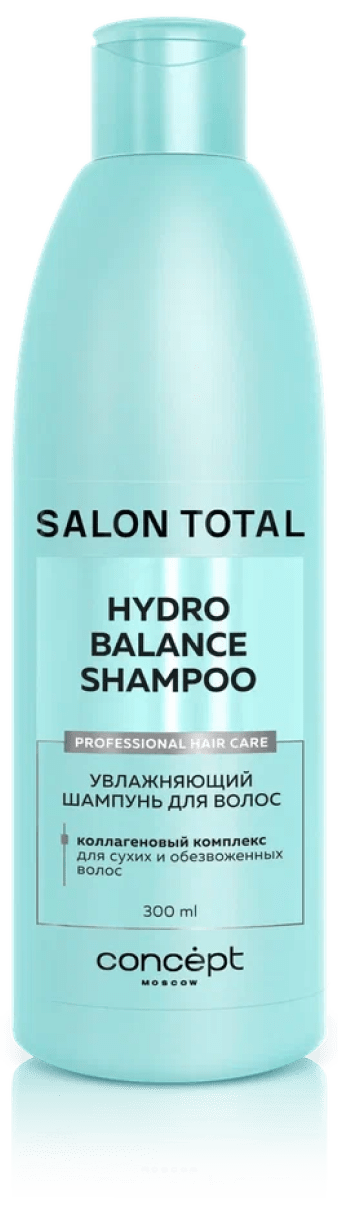 SALON TOTAL
HYDRO
BALANCE
SHAMPOO
PROFESSIONAL HAIR CARE
УВЛАЖНЯЮЩИЙ
ШАМПУНЬ ДЛЯ ВОЛОС
коллагеновый комплекс
для сухих и обезвоженных
волос
300 ml
concépt
MOSCOW